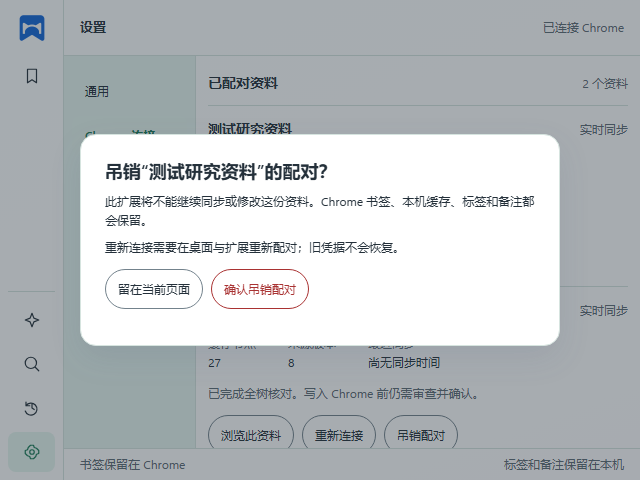 设置
已连接 Chrome
通用
已配对资料
2 个资料
测试研究资料
实时同步
吊销“测试研究资料”的配对？
此扩展将不能继续同步或修改这份资料。Chrome 书签、本机缓存、标签和备注都
会保留。
重新连接需要在桌面与扩展重新配对；旧凭据不会恢复。
留在当前页面
确认吊销配对
实时同步
27
8
尚无同步时间
已完成全树核对。写入 Chrome 前仍需审查并确认。
浏览此资料
重新连接
吊销配对
书签保留在 Chrome
标签和备注保留在本机